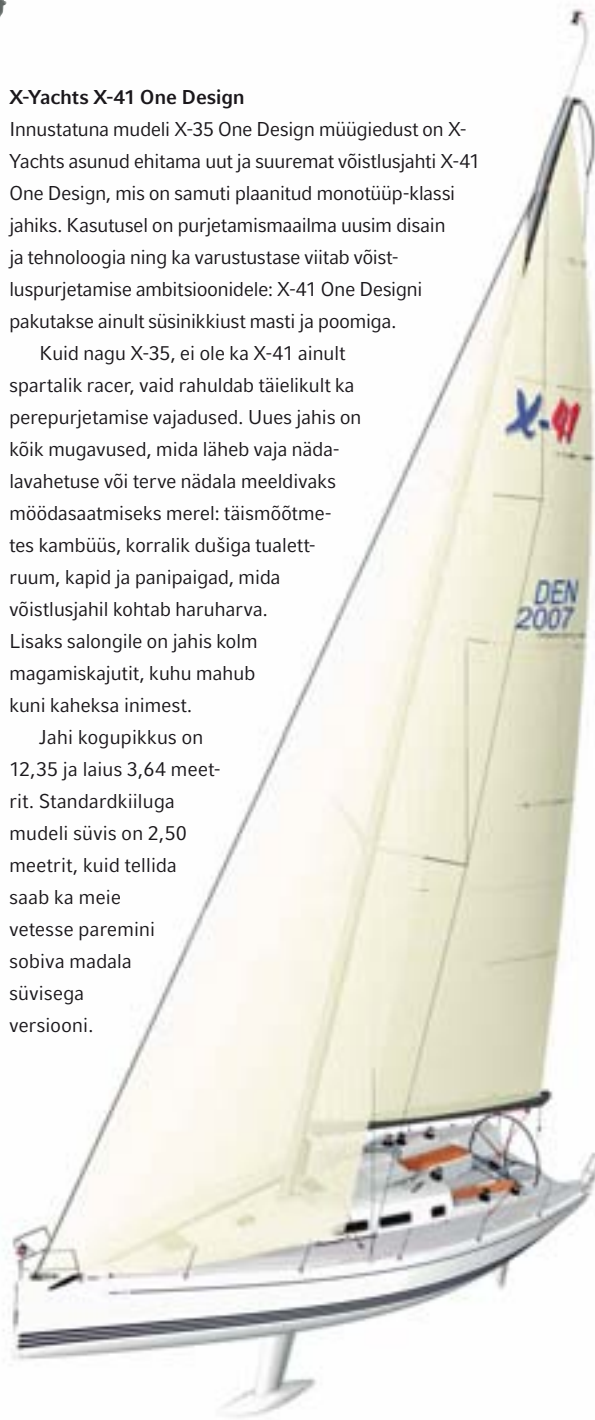 X-Yachts X-41 One Design
Innustatuna mudeli X-35 One Design müügiedust on X-
Yachts asunud ehitama uut ja suuremat võistlusjahti X-41
One Design, mis on samuti plaanitud monotüüp-klassi
jahiks. Kasutusel on purjetamismaailma uusim disain
ja tehnoloogia ning ka varustustase viitab võist-
luspurjetamise ambitsioonidele: X-41 One Designi
pakutakse ainult süsinikkiust masti ja poomiga.
Kuid nagu X-35, ei ole ka X-41 ainult
spartalik racer, vaid rahuldab täielikult ka
perepurjetamise vajadused. Uues jahis on
kõik mugavused, mida läheb vaja näda-
lavahetuse või terve nädala meeldivaks
möödasaatmiseks merel: täismõõtme-
tes kambüüs, korralik dušiga tualett-
ruum, kapid ja panipaigad, mida
võistlusjahil kohtab haruharva.
Lisaks salongile on jahis kolm
magamiskajutit, kuhu mahub
kuni kaheksa inimest.
Jahi kogupikkus on
12,35 ja laius 3,64 meet-
rit. Standardkiiluga
mudeli süvis on 2,50
meetrit, kuid tellida
saab ka meie
vetesse paremini
sobiva madala
süvisega
versiooni.
X-41
DEN
2007